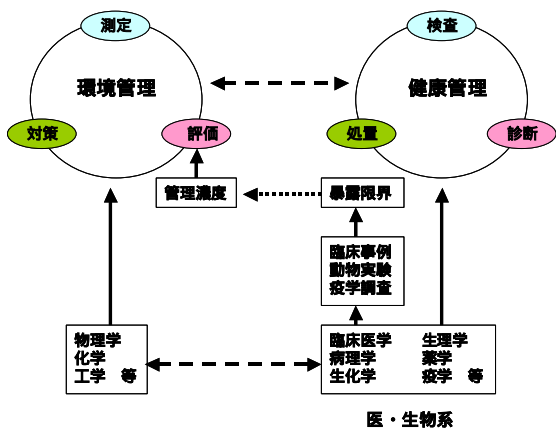 測定
検査
環境管理
健康管理
対策
評価
処置
診断
管理濃度
暴露限界
臨床事例
動物実験
疫学調査
物理学
化学
工学 等
臨床医学 生理学
病理学 薬学
生化学 疫学 等
医・生物系